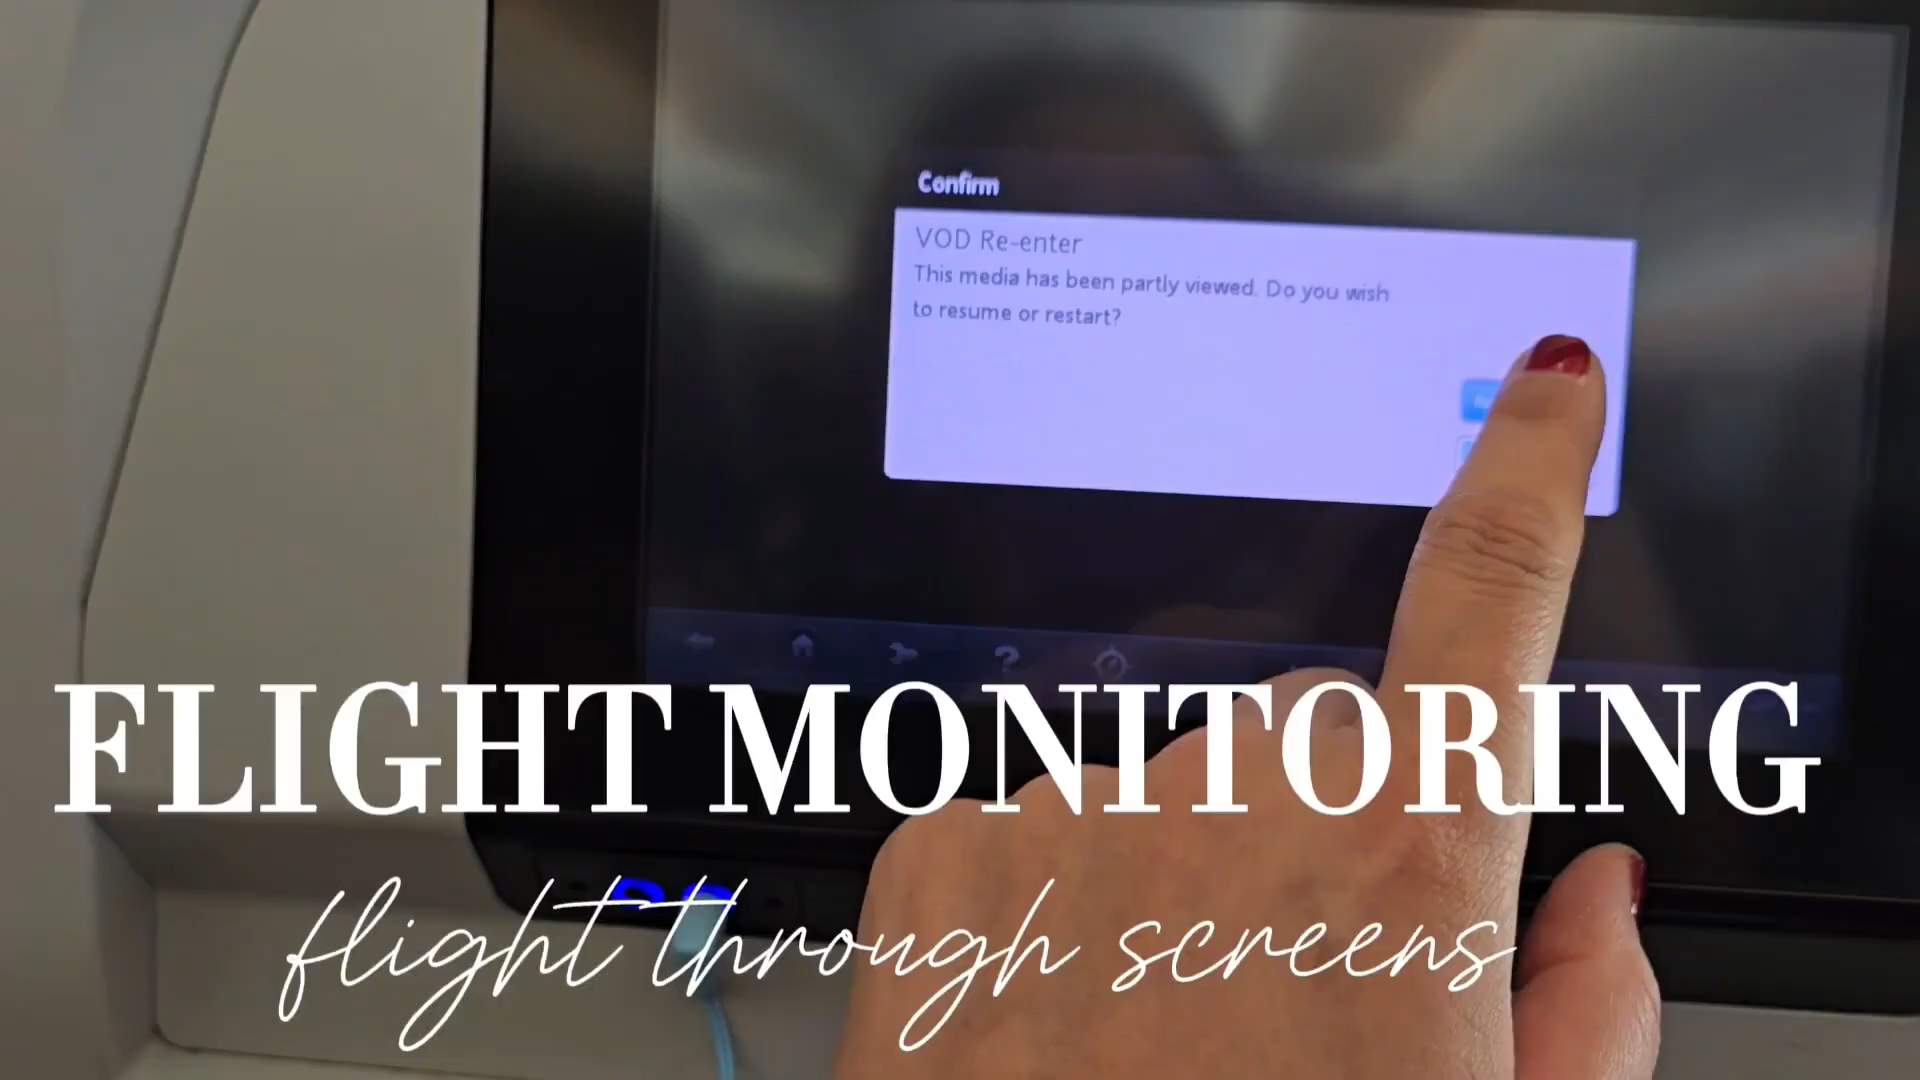 Confirm
VOD Re-enter
This media has been partly viewed. Do you wish
to resume or restart?
FLIGHT MONITORING
flight through screens